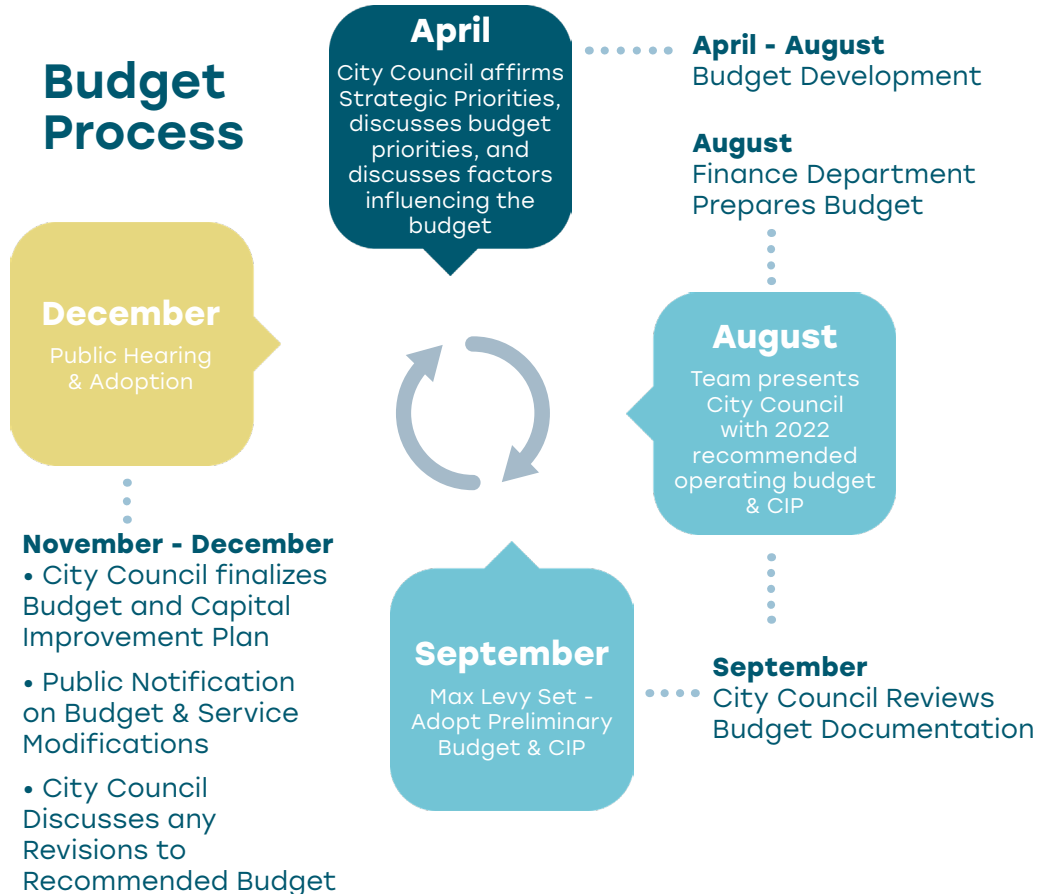 Budget
Process
April
City Council affirms
Strategic Priorities,
discusses budget
priorities, and
discusses factors
influencing the
budget
April - August
Budget Development
August
Finance Department
Prepares Budget
August
Team presents
City Council
with 2022
recommended
operating budget
& CIP
September
City Council Reviews
Budget Documentation
September
Max Levy Set -
Adopt Preliminary
Budget & CIP
December
Public Hearing
& Adoption
November - December
• City Council finalizes
Budget and Capital
Improvement Plan
• Public Notification
on Budget & Service
Modifications
• City Council
Discusses any
Revisions to
Recommended Budget